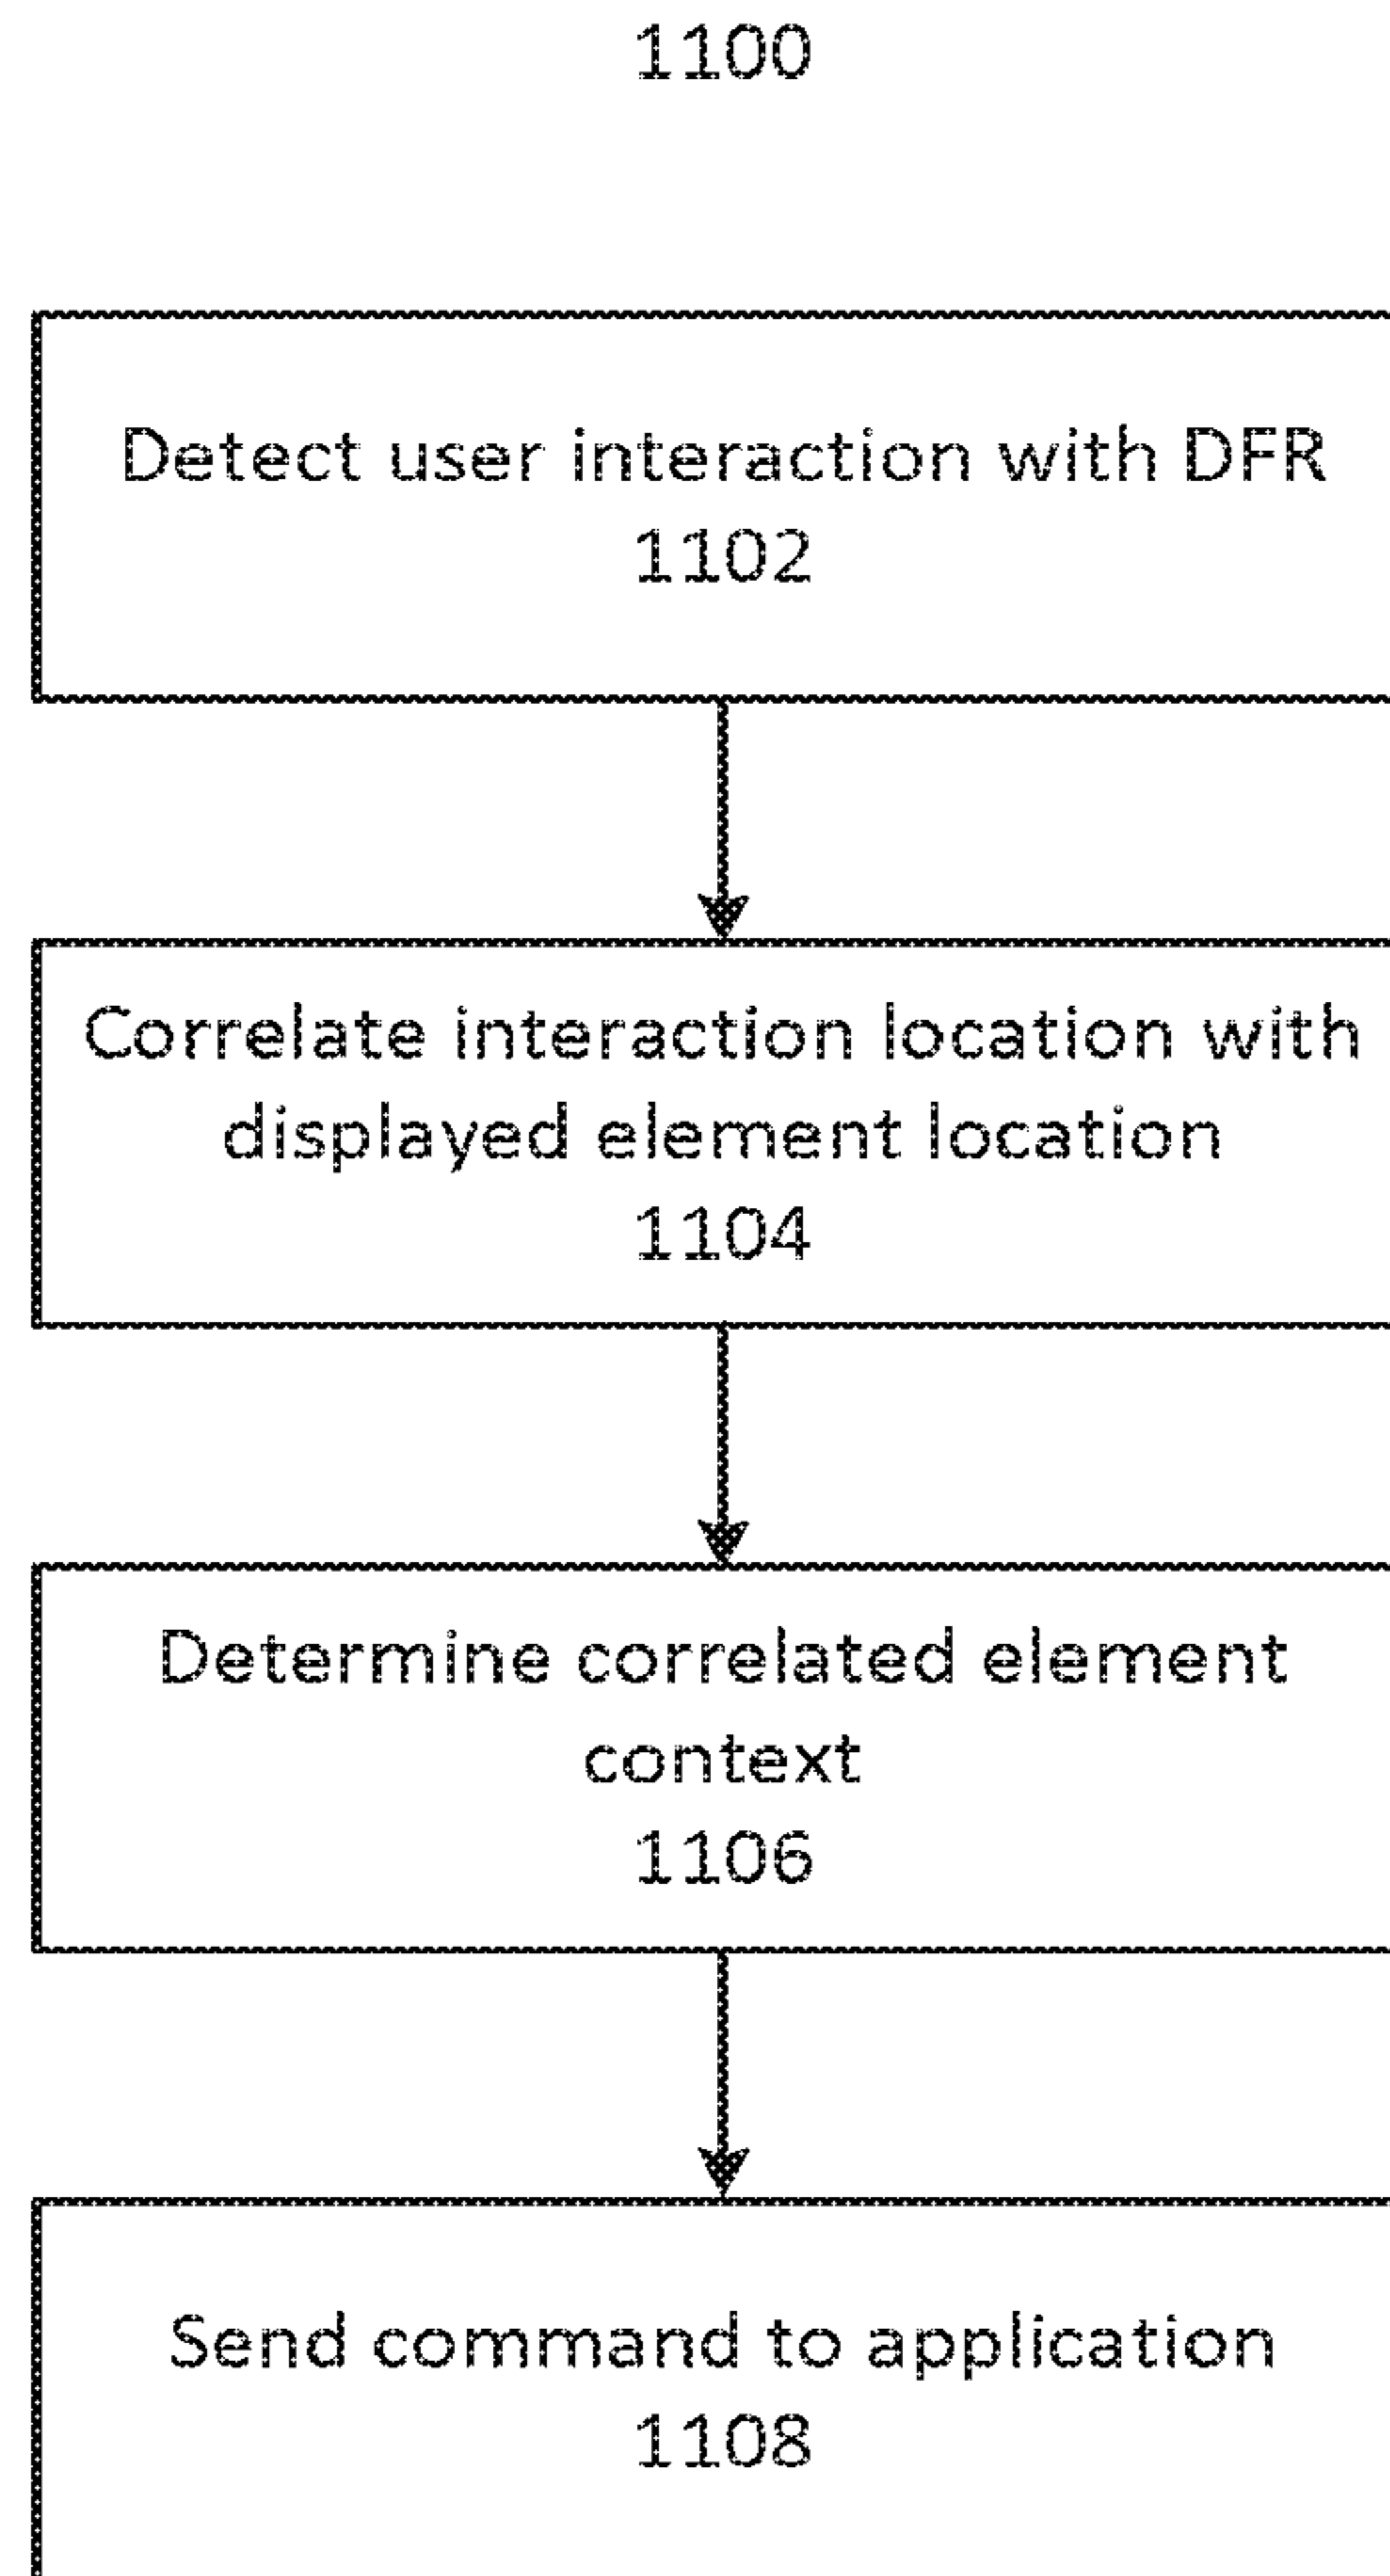 1100
Detect user interaction with DFR
1102
Correlate interaction location with
displayed element location
1104
Determine correlated element
context
1106
Send command to application
1108